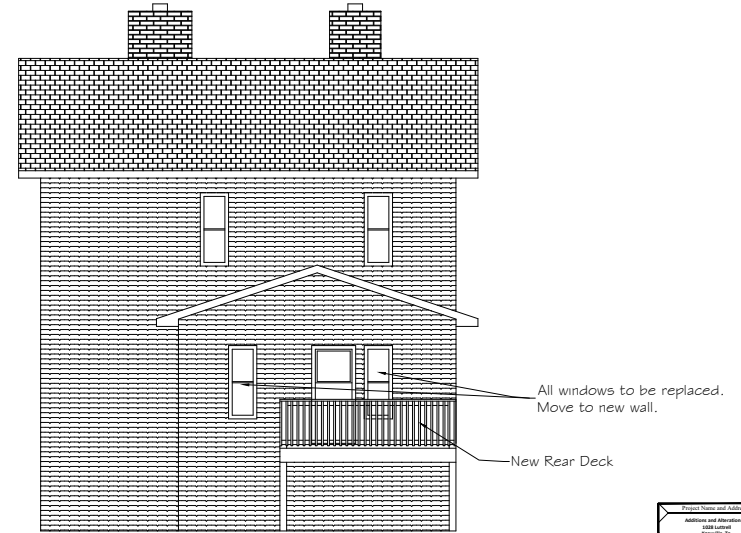 All windows to be replaced.
Move to new wall.
New Rear Deck
Project Name and Addre
Additions and Alteration
1028 Luttrell